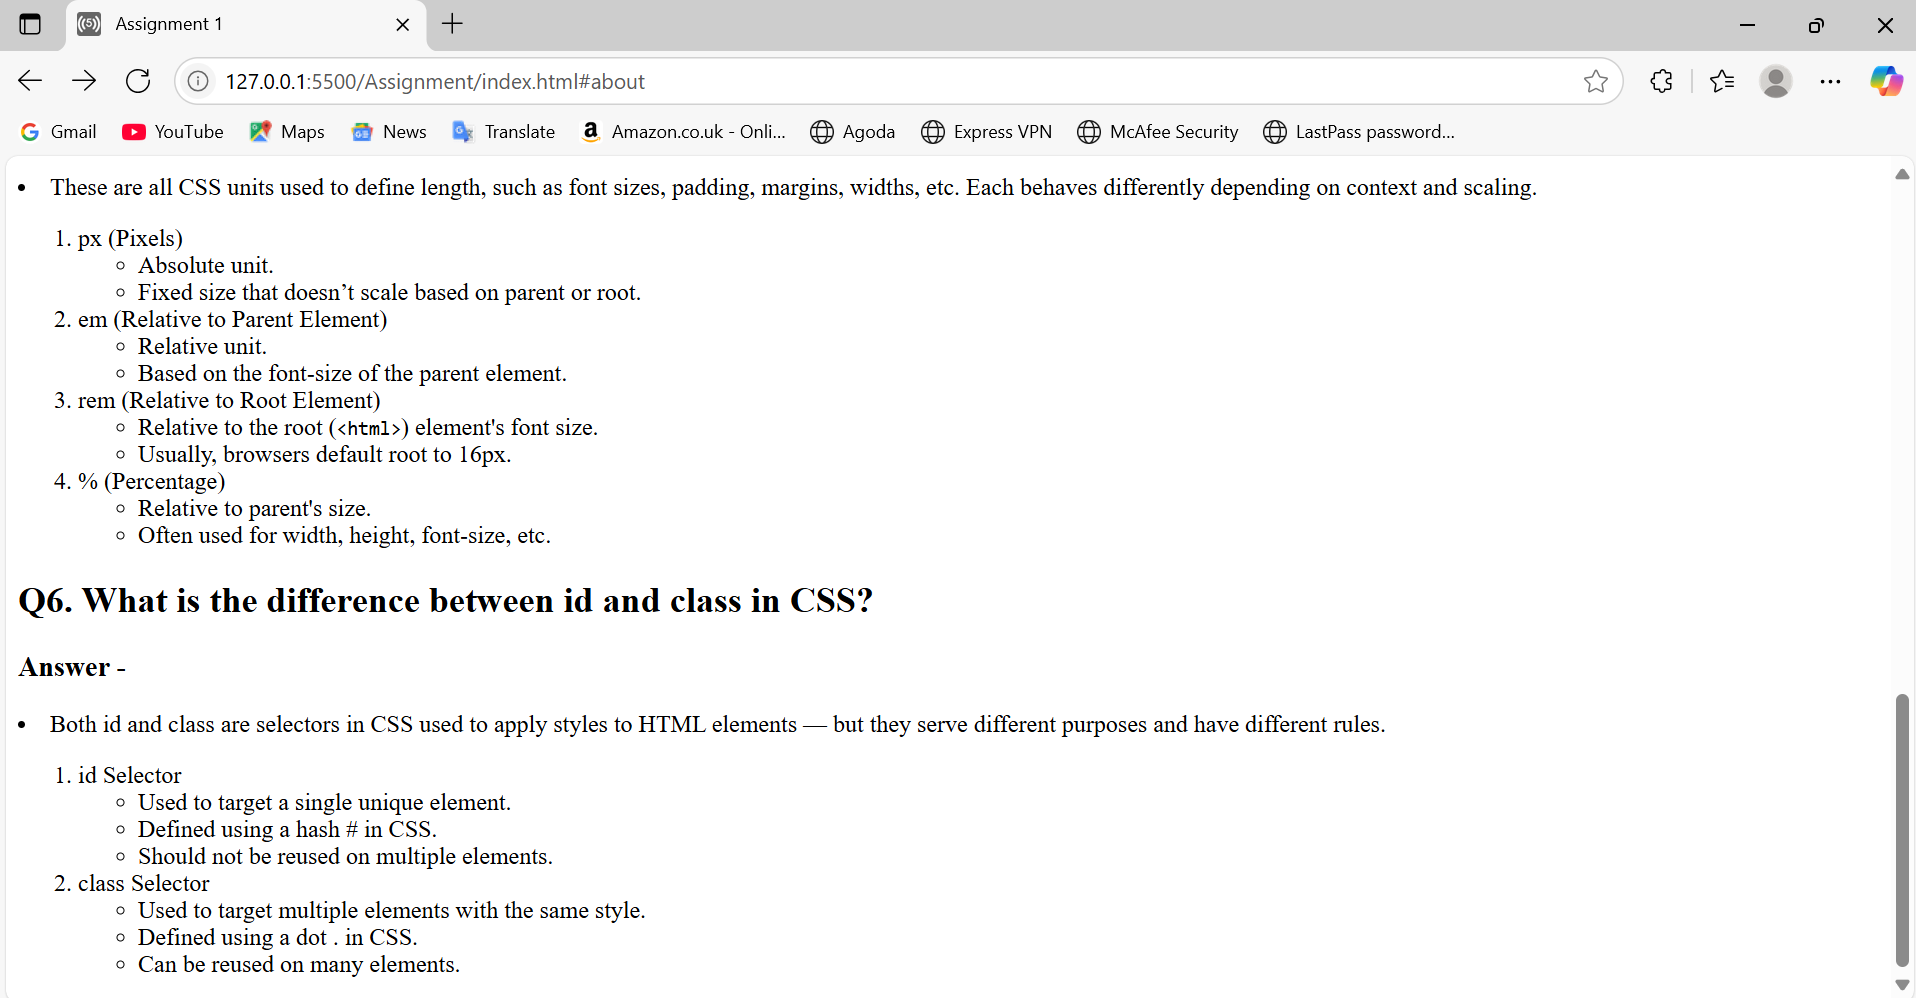 Assignment 1
127.0.0.1:5500/Assignment/index.html#about
Gmail YouTube Maps News Translate Amazon.co.uk - Onli... Agoda Express VPN McAfee Security LastPass password...
• These are all CSS units used to define length, such as font sizes, padding, margins, widths, etc. Each behaves differently depending on context and scaling.
1. px (Pixels)
◦ Absolute unit.
◦ Fixed size that doesn’t scale based on parent or root.
2. em (Relative to Parent Element)
◦ Relative unit.
◦ Based on the font-size of the parent element.
3. rem (Relative to Root Element)
◦ Relative to the root (<html>) element's font size.
◦ Usually, browsers default root to 16px.
4. % (Percentage)
◦ Relative to parent's size.
◦ Often used for width, height, font-size, etc.
Q6. What is the difference between id and class in CSS?
Answer -
• Both id and class are selectors in CSS used to apply styles to HTML elements — but they serve different purposes and have different rules.
1. id Selector
◦ Used to target a single unique element.
◦ Defined using a hash # in CSS.
◦ Should not be reused on multiple elements.
2. class Selector
◦ Used to target multiple elements with the same style.
◦ Defined using a dot . in CSS.
◦ Can be reused on many elements.